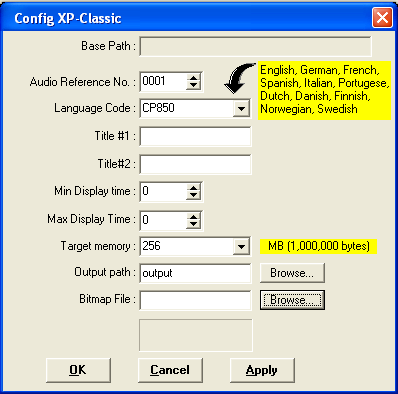 Config XP-Classic
Base Path :
Audio Reference No. : 0001
English, German, French,
Spanish, Italian, Portugese,
Dutch, Danish, Finnish,
Norwegian, Swedish
Language Code : CP850
Title #1 :
Title#2 :
Min Display time : 0
Max Display Time : 0
Target memory : 256 MB (1,000,000 bytes)
Output path : output Browse...
Bitmap File : Browse...
OK Cancel Apply